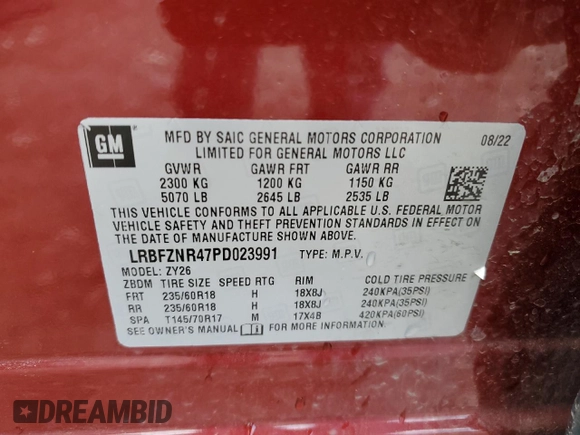 GM
MFD BY SAIC GENERAL MOTORS CORPORATION 08/22
LIMITED FOR GENERAL MOTORS LLC
GVWR GAWR FRT GAWR RR
2300 KG 1200 KG 1150 KG
5070 LB 2645 LB 2535 LB
THIS VEHICLE CONFORMS TO ALL APPLICABLE U.S. FEDERAL MOTOR
VEHICLE SAFETY AND THEFT PREVENTION STANDARDS IN EFFECT ON
THE DATE OF MANUFACTURE SHOWN ABOVE.
LRBFZNR47PD023991 TYPE: M.P.V.
MODEL: ZY26
ZBDM TIRE SIZE SPEED RTG RIM COLD TIRE PRESSURE
FRT 235/60R18 H 18X8J 240KPA(35PSI)
RR 235/60R18 H 18X8J 240KPA(35PSI)
SPA T145/70R17 M 17X4B 420KPA(60PSI)
SEE OWNER'S MANUAL FOR MORE INFORMATION.
DREAMBID